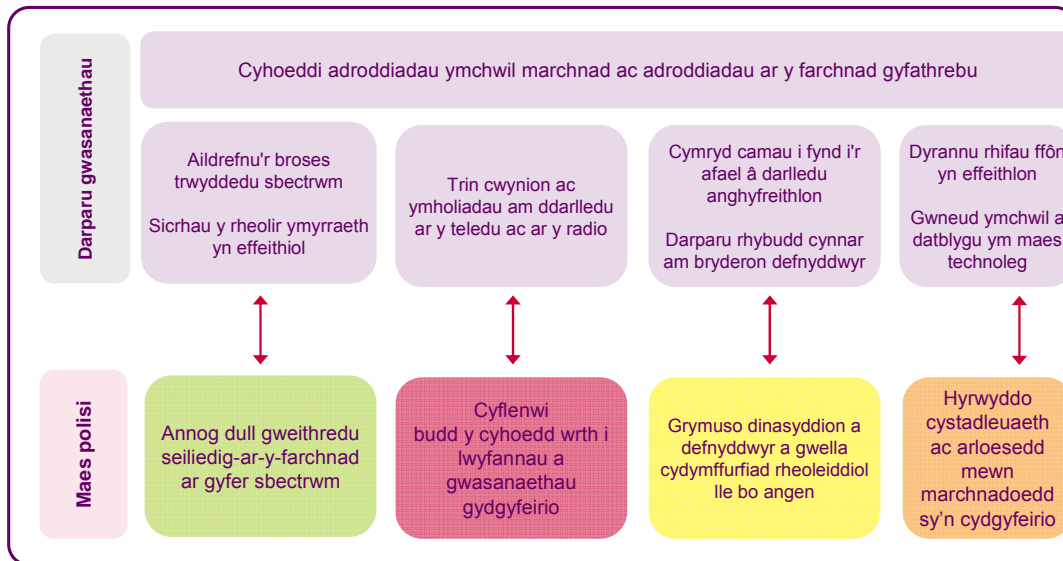 Darparu gwasanaethau
Cyhoeddi adroddiadau ymchwil marchnad ac adroddiadau ar y farchnad gyfathrebu
Aildrefnu'r broses
trwyddedu sbectrwm
Sicrhau y rheolir ymyrraeth
yn effeithiol
Trin cwynion ac
ymholiadau am ddarlledu
ar y teledu ac ar y radio
Cymryd camau i fynd i'r
afael â darlledu
anghyfreithlon
Darparu rhybudd cynnar
am bryderon defnyddwyr
Dyrannu rhifau ffôn
yn effeithlon
Gwneud ymchwil a
datblygu ym maes
technoleg
Maes polisi
Annog dull gweithredu
seiliedig-ar-y-farchnad
ar gyfer sbectrwm
Cyflenwi
budd y cyhoedd wrth i
lwyfannau a
gwasanaethau
gydgyfeirio
Grymuso dinasyddion a
defnyddwyr a gwella
cydymffurfiad rheoleiddiol
lle bo angen
Hyrwyddo
cystadleuaeth
ac arloesedd
mewn
marchnadoedd
sy'n cydgyfeirio